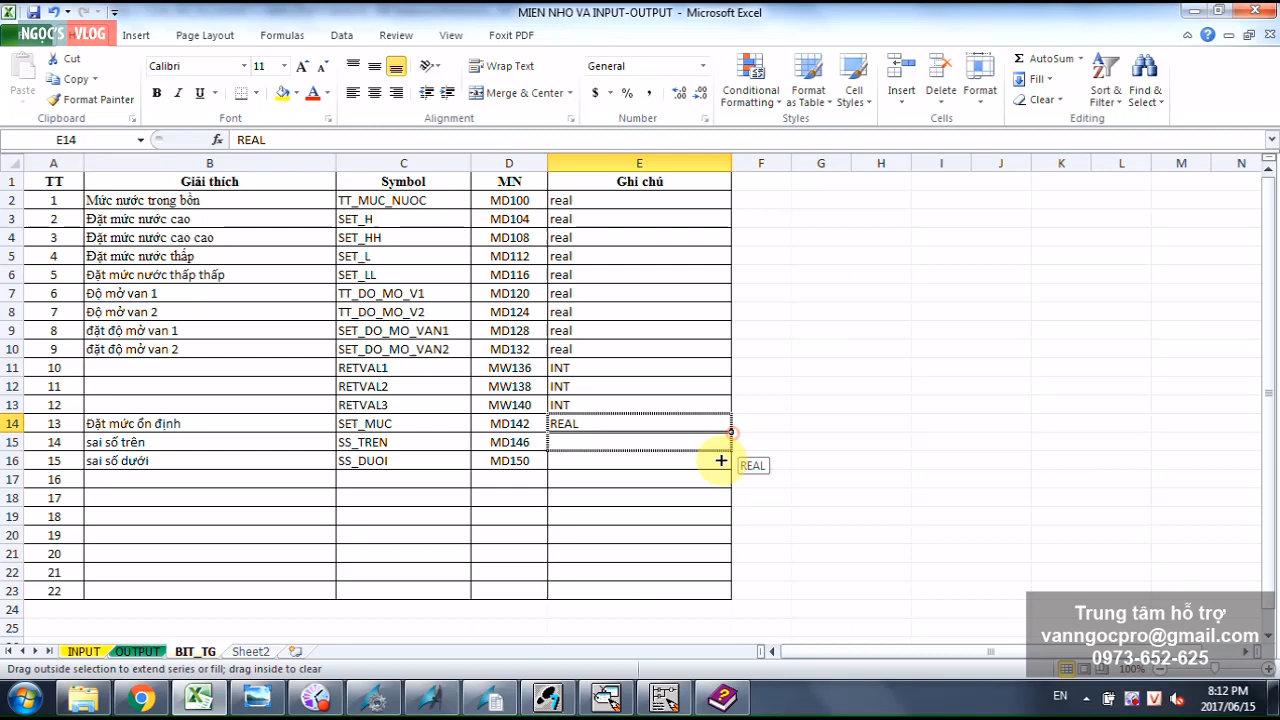 MIEN NHO VA INPUT-OUTPUT - Microsoft Excel
NGỌC'S VLOG
Insert Page Layout Formulas Data Review View Foxit PDF
Paste
Cut
Copy
Format Painter
Clipboard
Calibri 11
B I U
Font
Wrap Text
Merge & Center
Alignment
General
$ % ,
Number
Conditional Formatting
Format as Table
Cell Styles
Styles
Insert Delete Format
Cells
AutoSum
Fill
Clear
Sort & Filter
Find & Select
Editing
E14 fx REAL
A B C D E F G H I J K L M N
1 TT Giải thích Symbol MN Ghi chú
2 1 Mức nước trong bồn TT_MUC_NUOC MD100 real
3 2 Đặt mức nước cao SET_H MD104 real
4 3 Đặt mức nước cao cao SET_HH MD108 real
5 4 Đặt mức nước thấp SET_L MD112 real
6 5 Đặt mức nước thấp thấp SET_LL MD116 real
7 6 Độ mở van 1 TT_DO_MO_V1 MD120 real
8 7 Độ mở van 2 TT_DO_MO_V2 MD124 real
9 8 đặt độ mở van 1 SET_DO_MO_VAN1 MD128 real
10 9 đặt độ mở van 2 SET_DO_MO_VAN2 MD132 real
11 10 RETVAL1 MW136 INT
12 11 RETVAL2 MW138 INT
13 12 RETVAL3 MW140 INT
14 13 Đặt mức ổn định SET_MUC MD142 REAL
15 14 sai số trên SS_TREN MD146
16 15 sai số dưới SS_DUOI MD150 REAL
17 16
18 17
19 18
20 19
21 20
22 21
23 22
24
25
Trung tâm hỗ trợ
vanngocpro@gmail.com
0973-652-625
INPUT OUTPUT BIT_TG Sheet2
Drag outside selection to extend series or fill; drag inside to clear
100%
EN
8:12 PM
2017/06/15